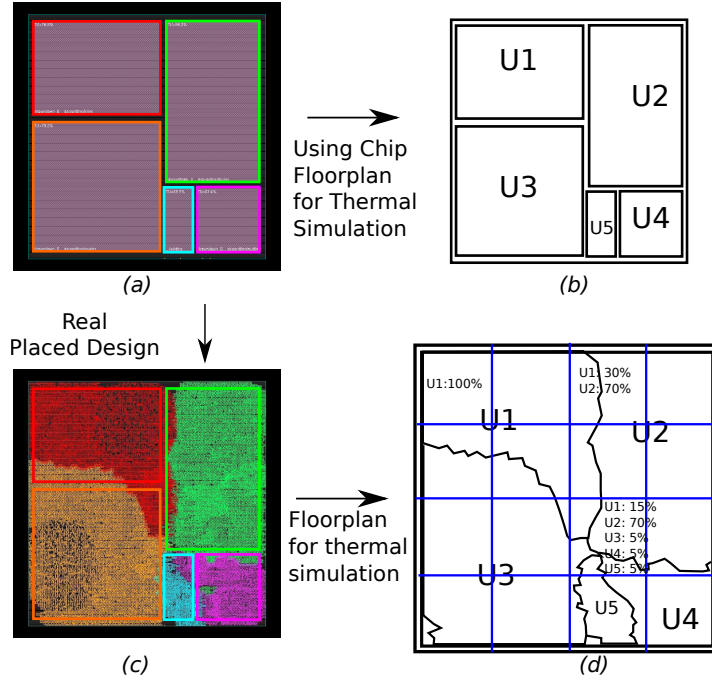 U1
U2
U3
U5
U4
Using Chip
Floorplan
for Thermal
Simulation
(a)
(b)
Real
Placed Design
U1:100%
U1: 30%
U2: 70%
U1
U2
U1: 15%
U2: 70%
U3: 5%
U4: 5%
U5: 5%
U3
U5
U4
Floorplan
for thermal
simulation
(c)
(d)